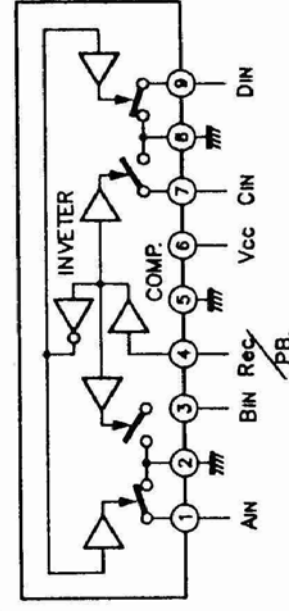 INVETER
COMP.
1 2 3 4 5 6 7 8 9
AIN BIN Rec/PB. Vcc CIN DIN